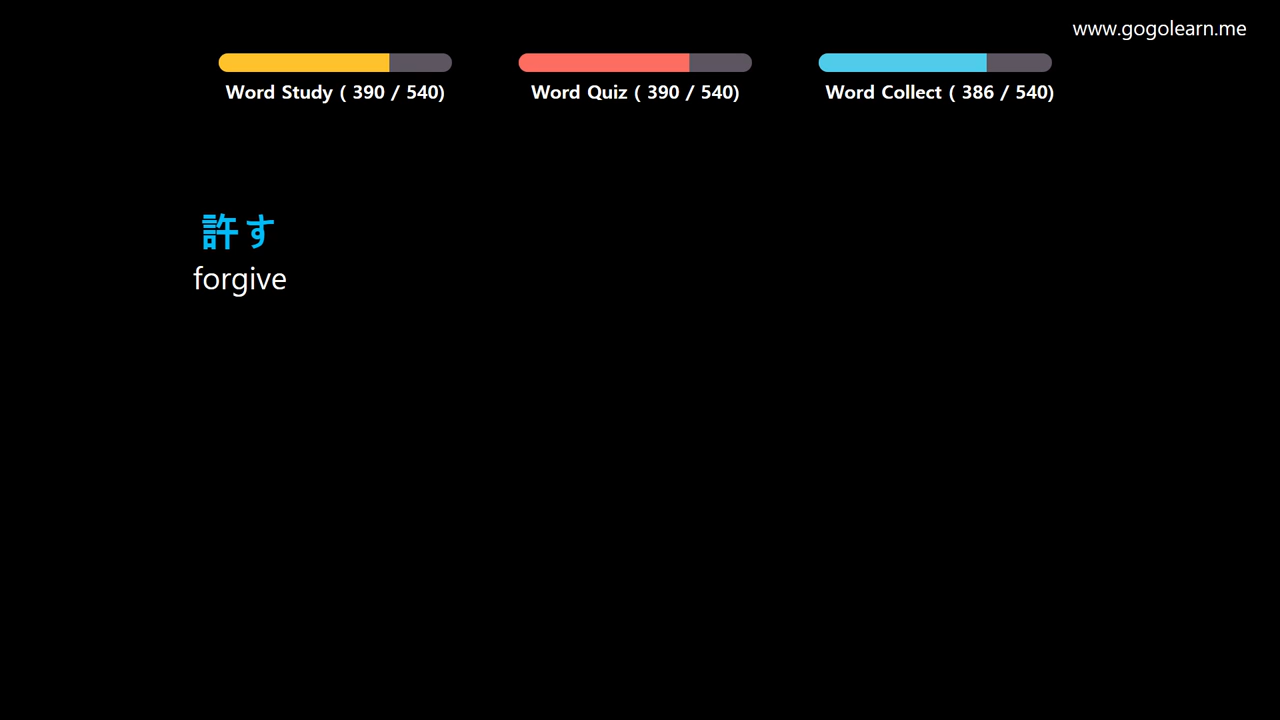 www.gogolearn.me
Word Study ( 390 / 540)
Word Quiz ( 390 / 540)
Word Collect ( 386 / 540)
許す
forgive